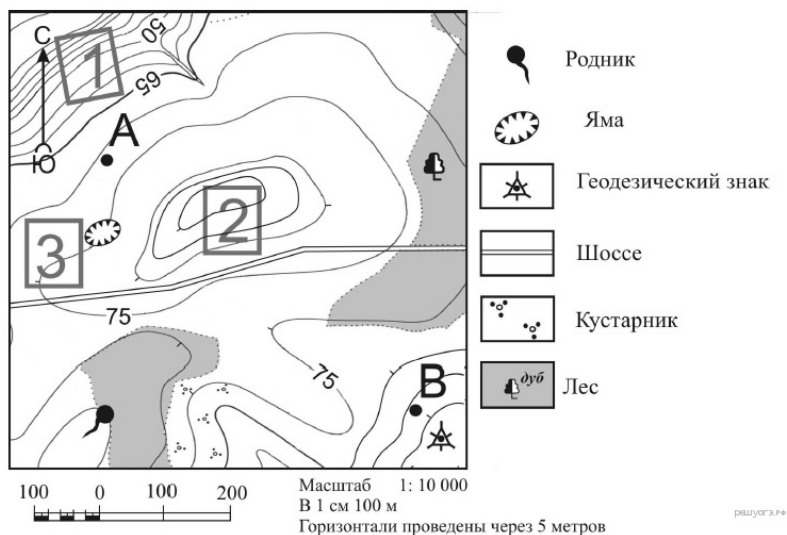 С
Ю
1
50
65
А
2
3
75
75
В
Родник
Яма
Геодезический знак
Шоссе
Кустарник
дуб
Лес
100 0 100 200
Масштаб 1: 10 000
В 1 см 100 м
Горизонтали проведены через 5 метров
решуогэ.рф